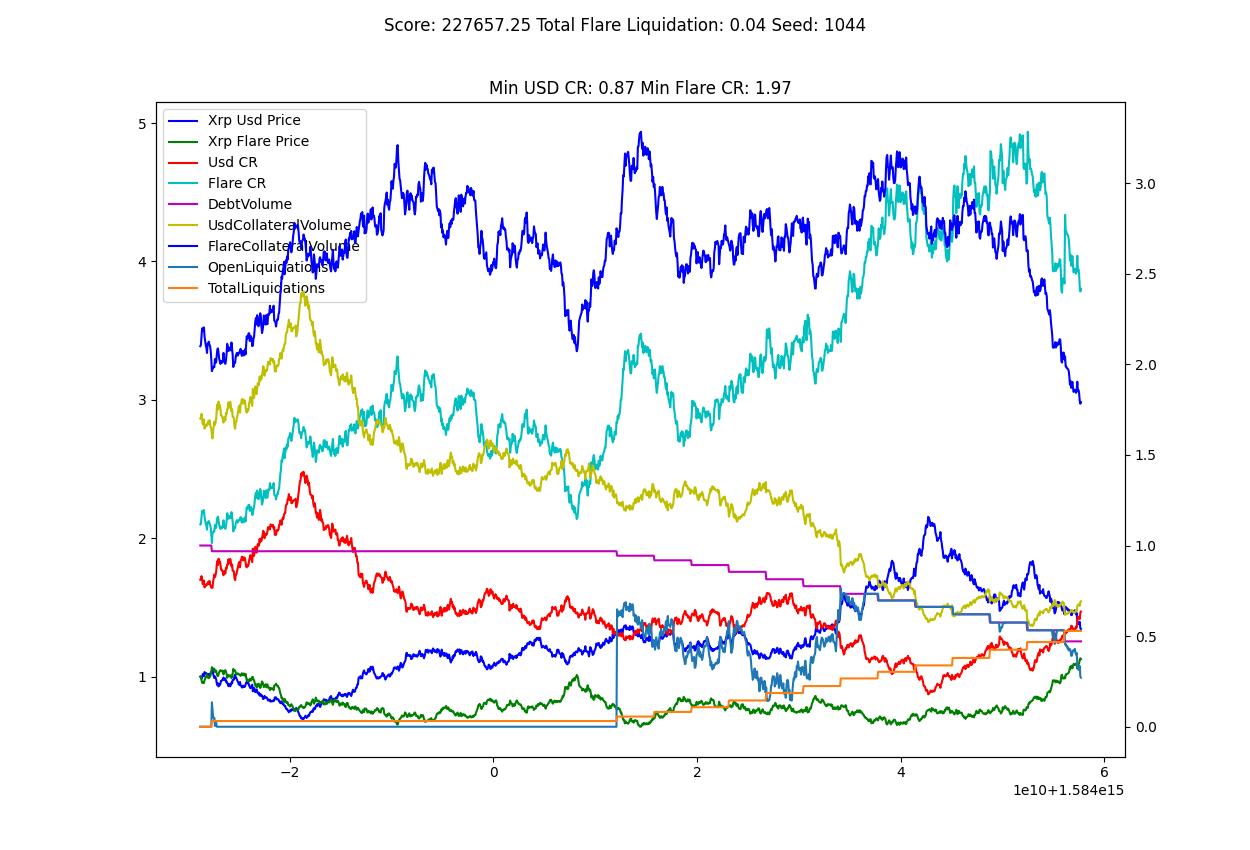 Score: 227657.25 Total Flare Liquidation: 0.04 Seed: 1044
Min USD CR: 0.87 Min Flare CR: 1.97
Xrp Usd Price
Xrp Flare Price
Usd CR
Flare CR
DebtVolume
UsdCollateralVolume
FlareCollateralVolume
OpenLiquidations
TotalLiquidations
5
4
3
2
1
3.0
2.5
2.0
1.5
1.0
0.5
0.0
−2
0
2
4
6
1e10+1.584e15